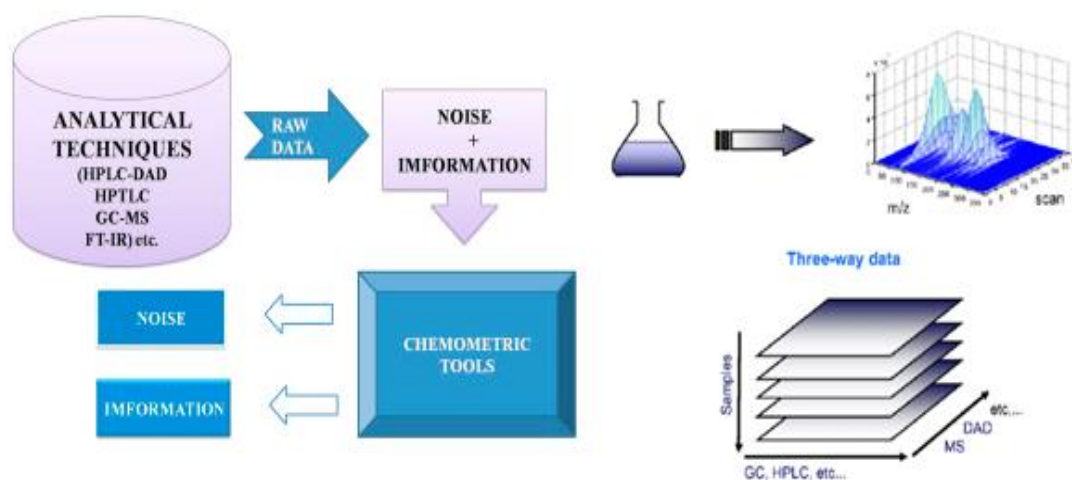 ANALYTICAL
TECHNIQUES
(HPLC-DAD
HPTLC
GC-MS
FT-IR) etc.
RAW
DATA
NOISE
+
IMFORMATION
CHEMOMETRIC
TOOLS
NOISE
IMFORMATION
m/z
scan
Three-way data
Samples
GC, HPLC, etc...
MS
DAD
etc....